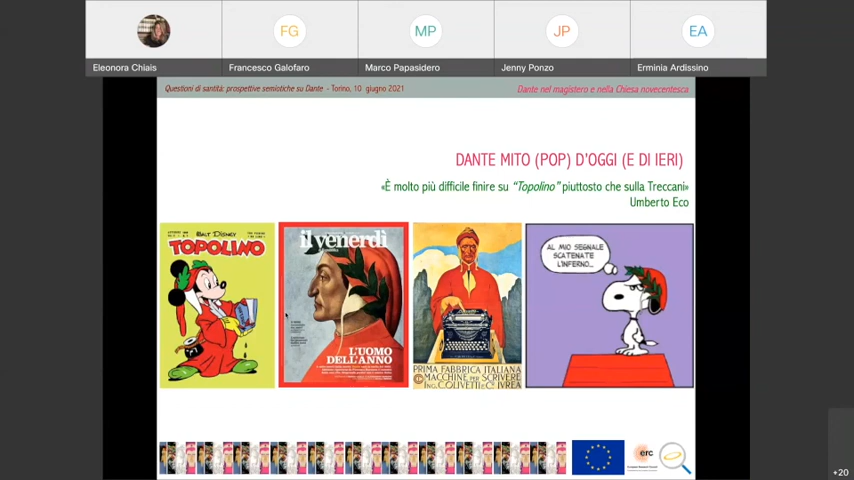 FG
MP
JP
EA
Eleonora Chiais
Francesco Galofaro
Marco Papasidero
Jenny Ponzo
Erminia Ardissino
Questioni di santità: prospettive semiotiche su Dante - Torino, 10 giugno 2021
Dante nel magistero e nella Chiesa novecentesca
DANTE MITO (POP) D'OGGI (E DI IERI)
«È molto più difficile finire su "Topolino" piuttosto che sulla Treccani»
Umberto Eco
WALT DISNEY
TOPOLINO
il venerdì
L'UOMO
DELL'ANNO
PRIMA FABBRICA ITALIANA
MACCHINE PER SCRIVERE
ING. C. OLIVETTI & C. IVREA
AL MIO SEGNALE
SCATENATE
L'INFERNO...
erc
+20